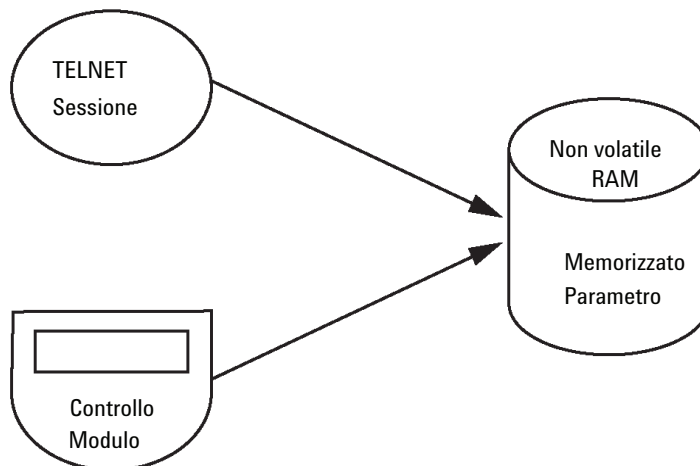 TELNET
Sessione
Non volatile
RAM
Memorizzato
Parametro
Controllo
Modulo